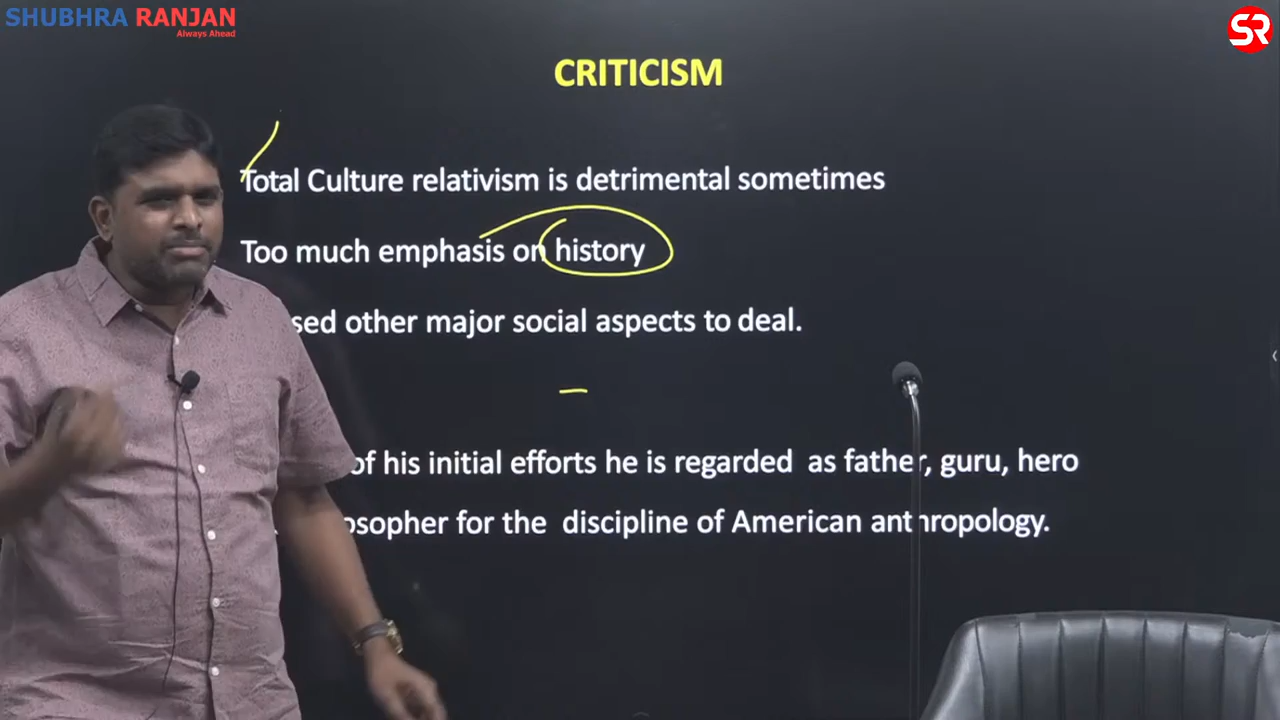 SHUBHRA RANJAN
Always Ahead
SR
CRITICISM
Total Culture relativism is detrimental sometimes
Too much emphasis on history
other major social aspects to deal.
of his initial efforts he is regarded as father, guru, hero
for the discipline of American anthropology.